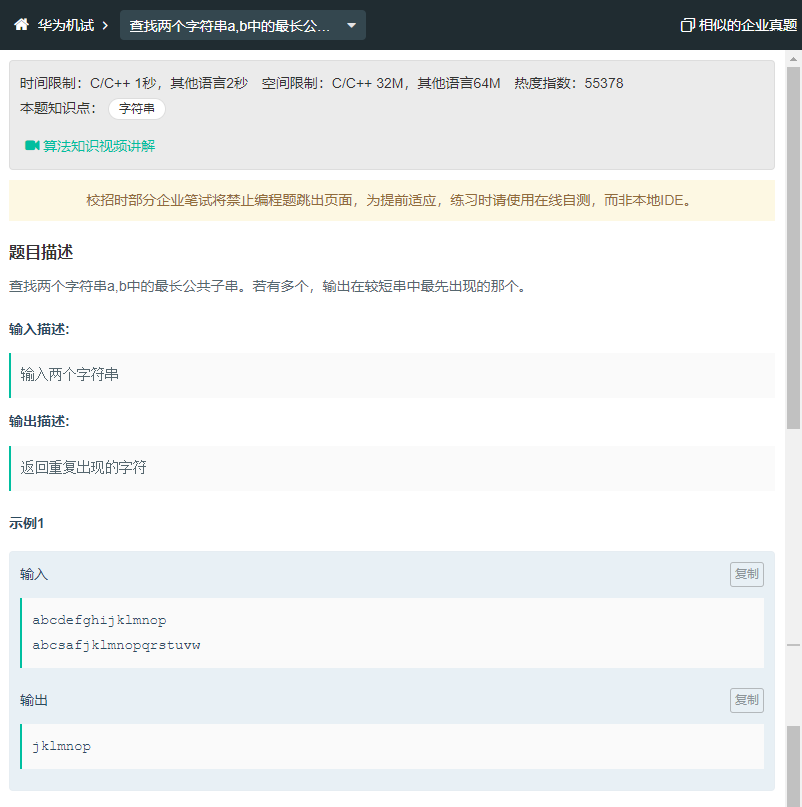 华为机试 查找两个字符串a,b中的最长公共... 相似的企业真题
时间限制：C/C++ 1秒，其他语言2秒 空间限制：C/C++ 32M，其他语言64M 热度指数：55378
本题知识点： 字符串
算法知识视频讲解
校招时部分企业笔试将禁止编程题跳出页面，为提前适应，练习时请使用在线自测，而非本地IDE。
题目描述
查找两个字符串a,b中的最长公共子串。若有多个，输出在较短串中最先出现的那个。
输入描述:
输入两个字符串
输出描述:
返回重复出现的字符
示例1
输入 复制
abcdefghijklmnop
abcsafjklmnopqrstuvw
输出 复制
jklmnop